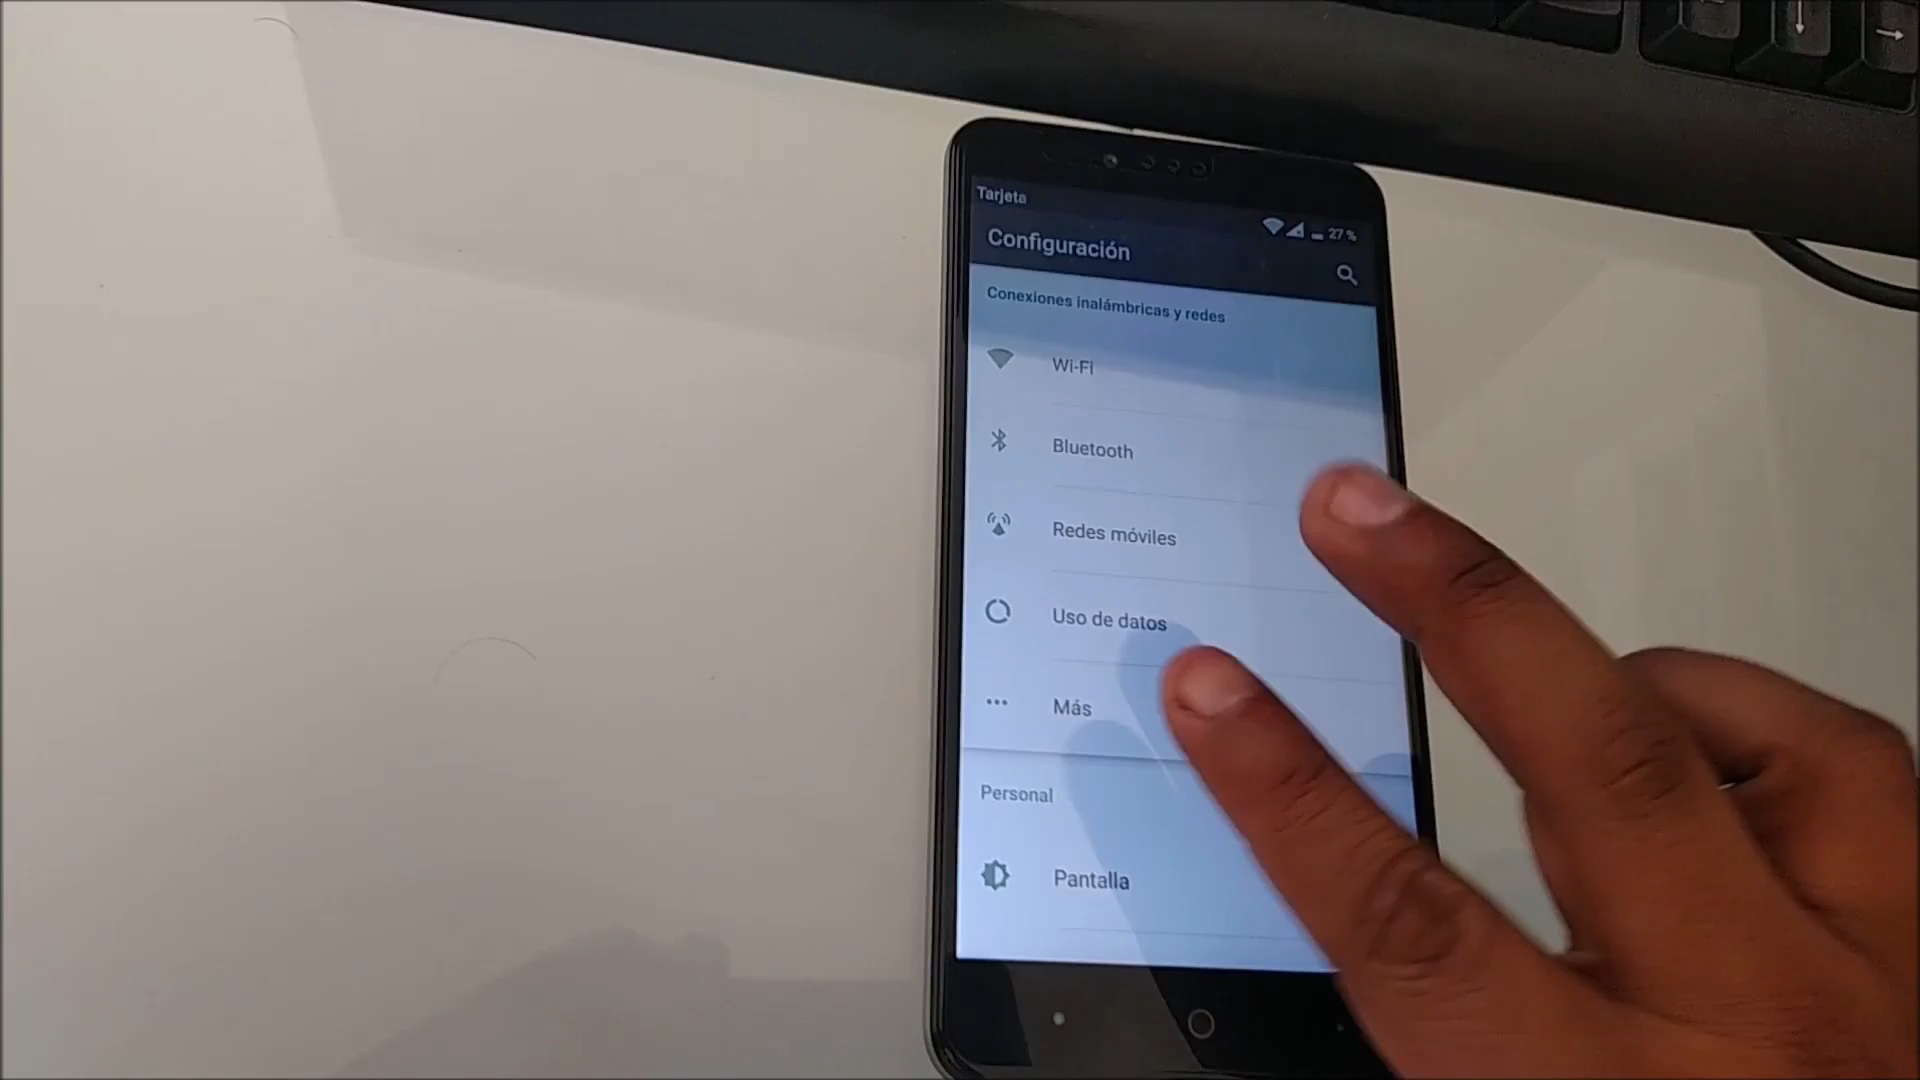 Tarjeta
27 %
Configuración
Conexiones inalámbricas y redes
Wi-Fi
Bluetooth
Redes móviles
Uso de datos
Más
Personal
Pantalla